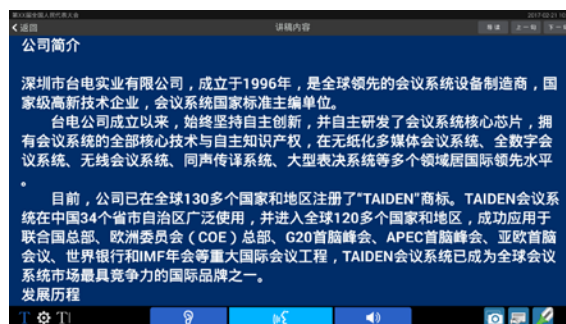 第XX届全国人民代表大会
2017-02-21 10
返回
讲稿内容
上一句
下一
公司简介
深圳市台电实业有限公司，成立于1996年，是全球领先的会议系统设备制造商，国
家级高新技术企业，会议系统国家标准主编单位。
台电公司成立以来，始终坚持自主创新，并自主研发了会议系统核心芯片，拥
有会议系统的全部核心技术与自主知识产权，在无纸化多媒体会议系统、全数字会
议系统、无线会议系统、同声传译系统、大型表决系统等多个领域居国际领先水平
。
目前，公司已在全球130多个国家和地区注册了“TAIDEN”商标。TAIDEN会议系
统在中国34个省市自治区广泛使用，并进入全球120多个国家和地区，成功应用于
联合国总部、欧洲委员会（COE）总部、G20首脑峰会、APEC首脑峰会、亚欧首脑
会议、世界银行和IMF年会等重大国际会议工程，TAIDEN会议系统已成为全球会议
系统市场最具竞争力的国际品牌之一。
发展历程
T
T